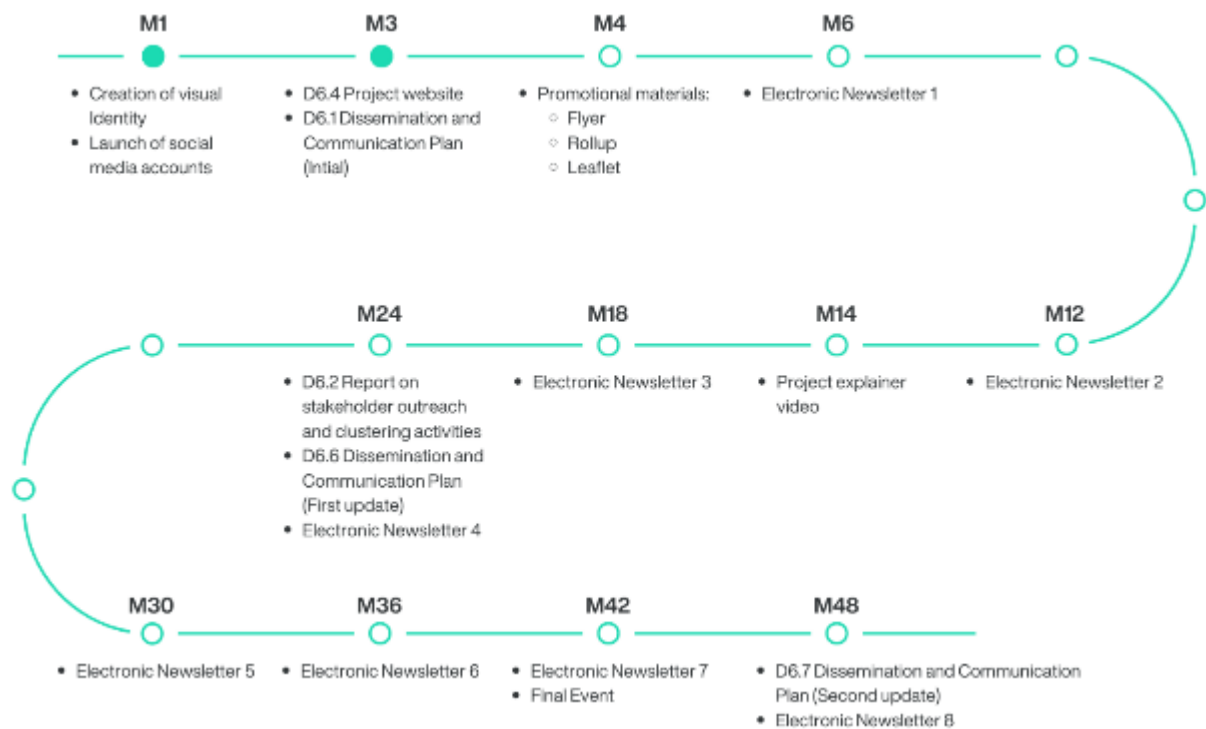 M1
• Creation of visual
Identity
• Launch of social
media accounts
M3
• D6.4 Project website
• D6.1 Dissemination and
Communication Plan
(Intial)
M4
• Promotional materials:
○ Flyer
○ Rollup
○ Leaflet
M6
• Electronic Newsletter 1
M12
• Electronic Newsletter 2
M14
• Project explainer
video
M18
• Electronic Newsletter 3
M24
• D6.2 Report on
stakeholder outreach
and clustering activities
• D6.6 Dissemination and
Communication Plan
(First update)
• Electronic Newsletter 4
M30
• Electronic Newsletter 5
M36
• Electronic Newsletter 6
M42
• Electronic Newsletter 7
• Final Event
M48
• D6.7 Dissemination and Communication
Plan (Second update)
• Electronic Newsletter 8